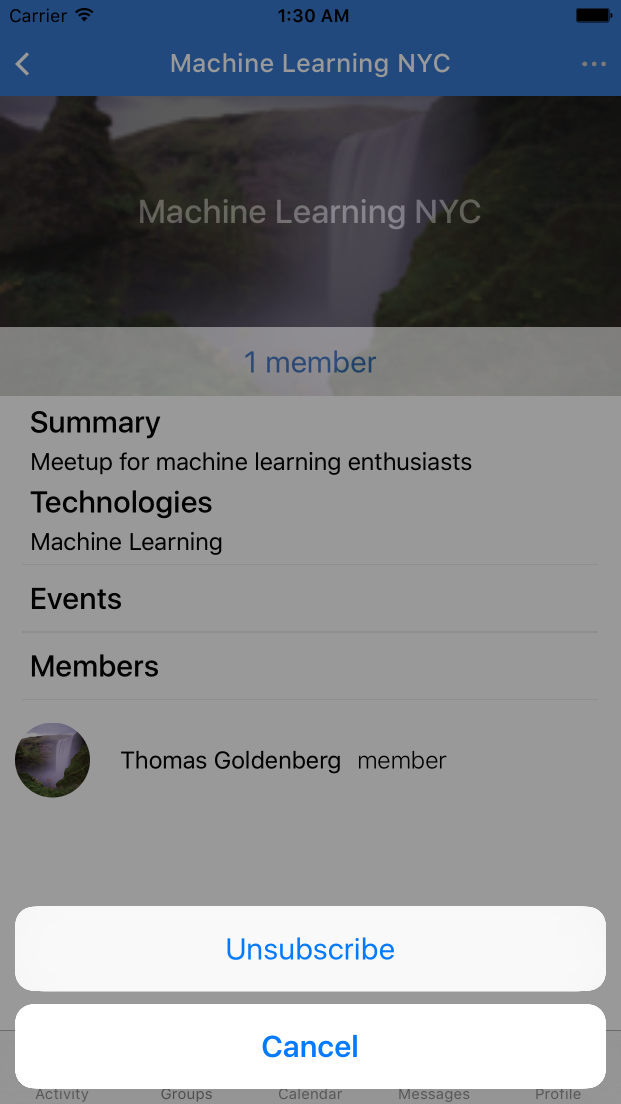 Carrier 1:30 AM
Machine Learning NYC
Machine Learning NYC
1 member
Summary
Meetup for machine learning enthusiasts
Technologies
Machine Learning
Events
Members
Thomas Goldenberg member
Unsubscribe
Cancel
Activity Groups Calendar Messages Profile